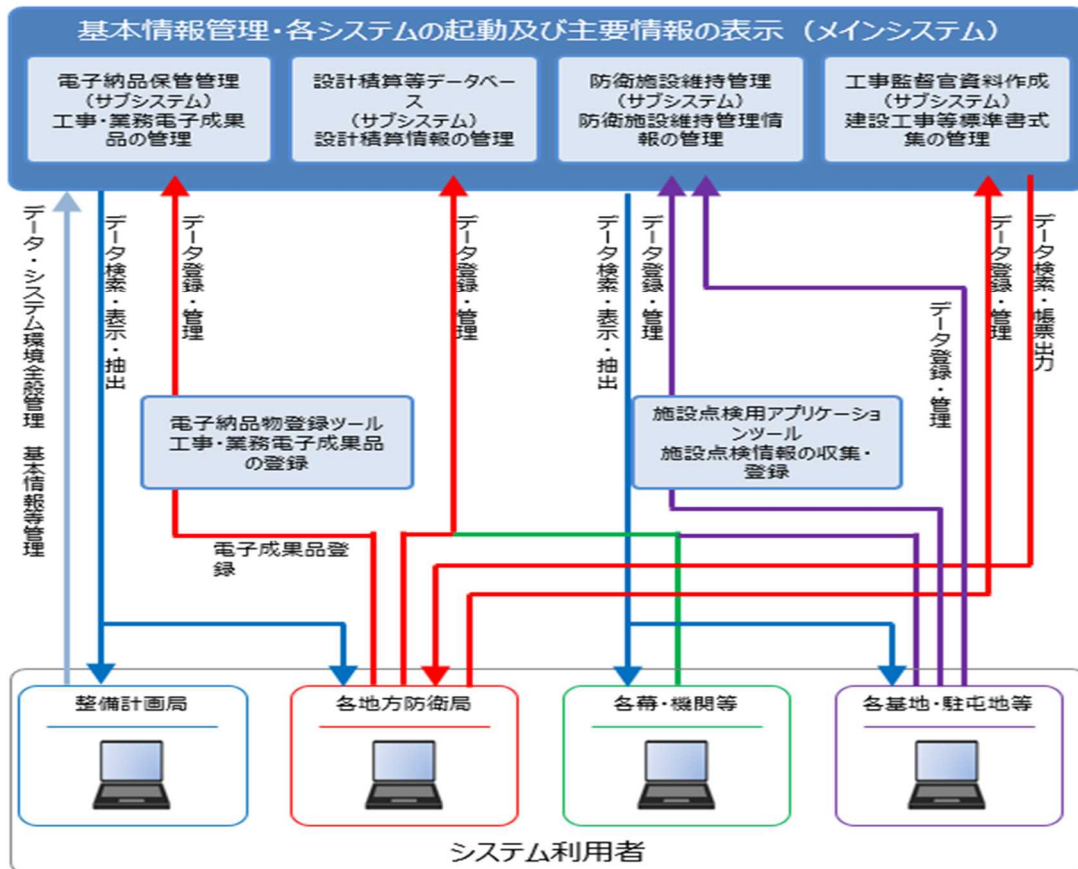 基本情報管理・各システムの起動及び主要情報の表示（メインシステム）
電子納品保管管理
（サブシステム）
工事・業務電子成果
品の管理
設計積算等データベー
ス
（サブシステム）
設計積算情報の管理
防衛施設維持管理
（サブシステム）
防衛施設維持管理情
報の管理
工事監督官資料作成
（サブシステム）
建設工事等標準書式
集の管理
データ・システム環境全般管理　基本情報等管理
データ検索・表示・抽出
データ登録・管理
データ登録・管理
データ検索・表示・抽出
データ登録・管理
データ登録・管理
データ登録・管理
データ検索・帳票出力
電子納品物登録ツール
工事・業務電子成果品
の登録
施設点検用アプリケーショ
ンツール
施設点検情報の収集・
登録
電子成果品登
録
整備計画局
各地方防衛局
各幕・機関等
各基地・駐屯地等
システム利用者